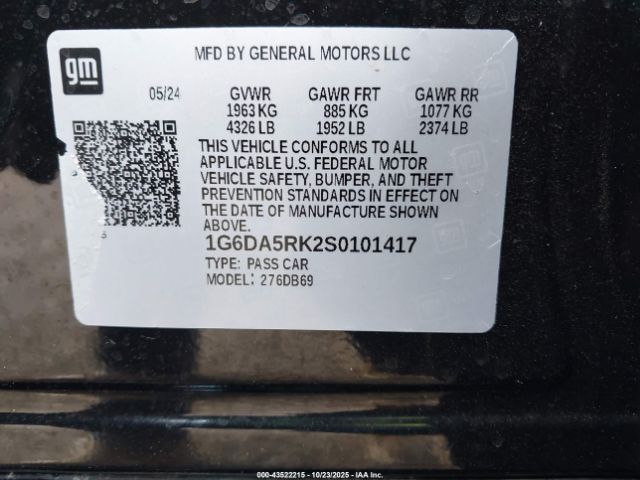 gm
MFD BY GENERAL MOTORS LLC
05/24 GVWR GAWR FRT GAWR RR
1963 KG 885 KG 1077 KG
4326 LB 1952 LB 2374 LB
THIS VEHICLE CONFORMS TO ALL
APPLICABLE U.S. FEDERAL MOTOR
VEHICLE SAFETY, BUMPER, AND THEFT
PREVENTION STANDARDS IN EFFECT ON
THE DATE OF MANUFACTURE SHOWN
ABOVE.
1G6DA5RK2S0101417
TYPE: PASS CAR
MODEL: 276DB69
260-43522215 - 10/23/2025 - IAA, Inc.